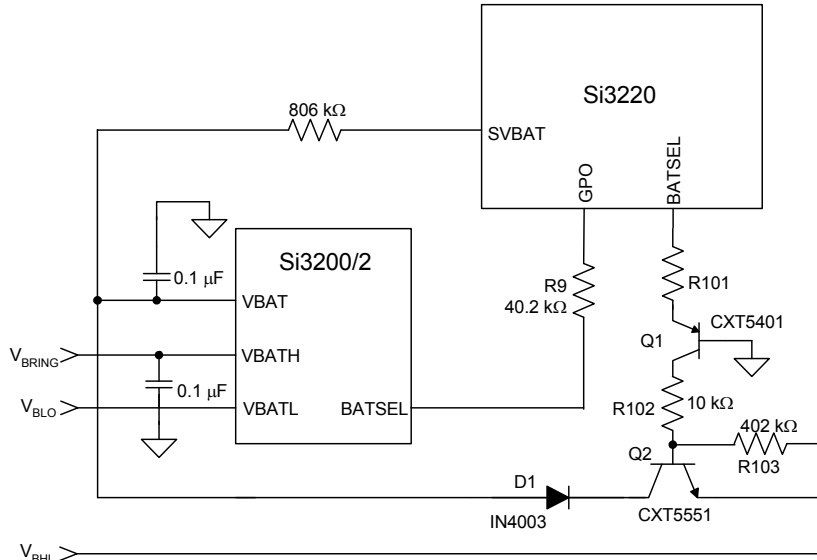 Si3220
806 kΩ
SVBAT
GPO
BATSEL
Si3200/2
0.1 μF
VBAT
R9
40.2 kΩ
R101
CXT5401
Q1
V_BRING
VBATH
0.1 μF
V_BLO
VBATL
BATSEL
R102
10 kΩ
402 kΩ
R103
Q2
D1
IN4003
CXT5551
V_BHI